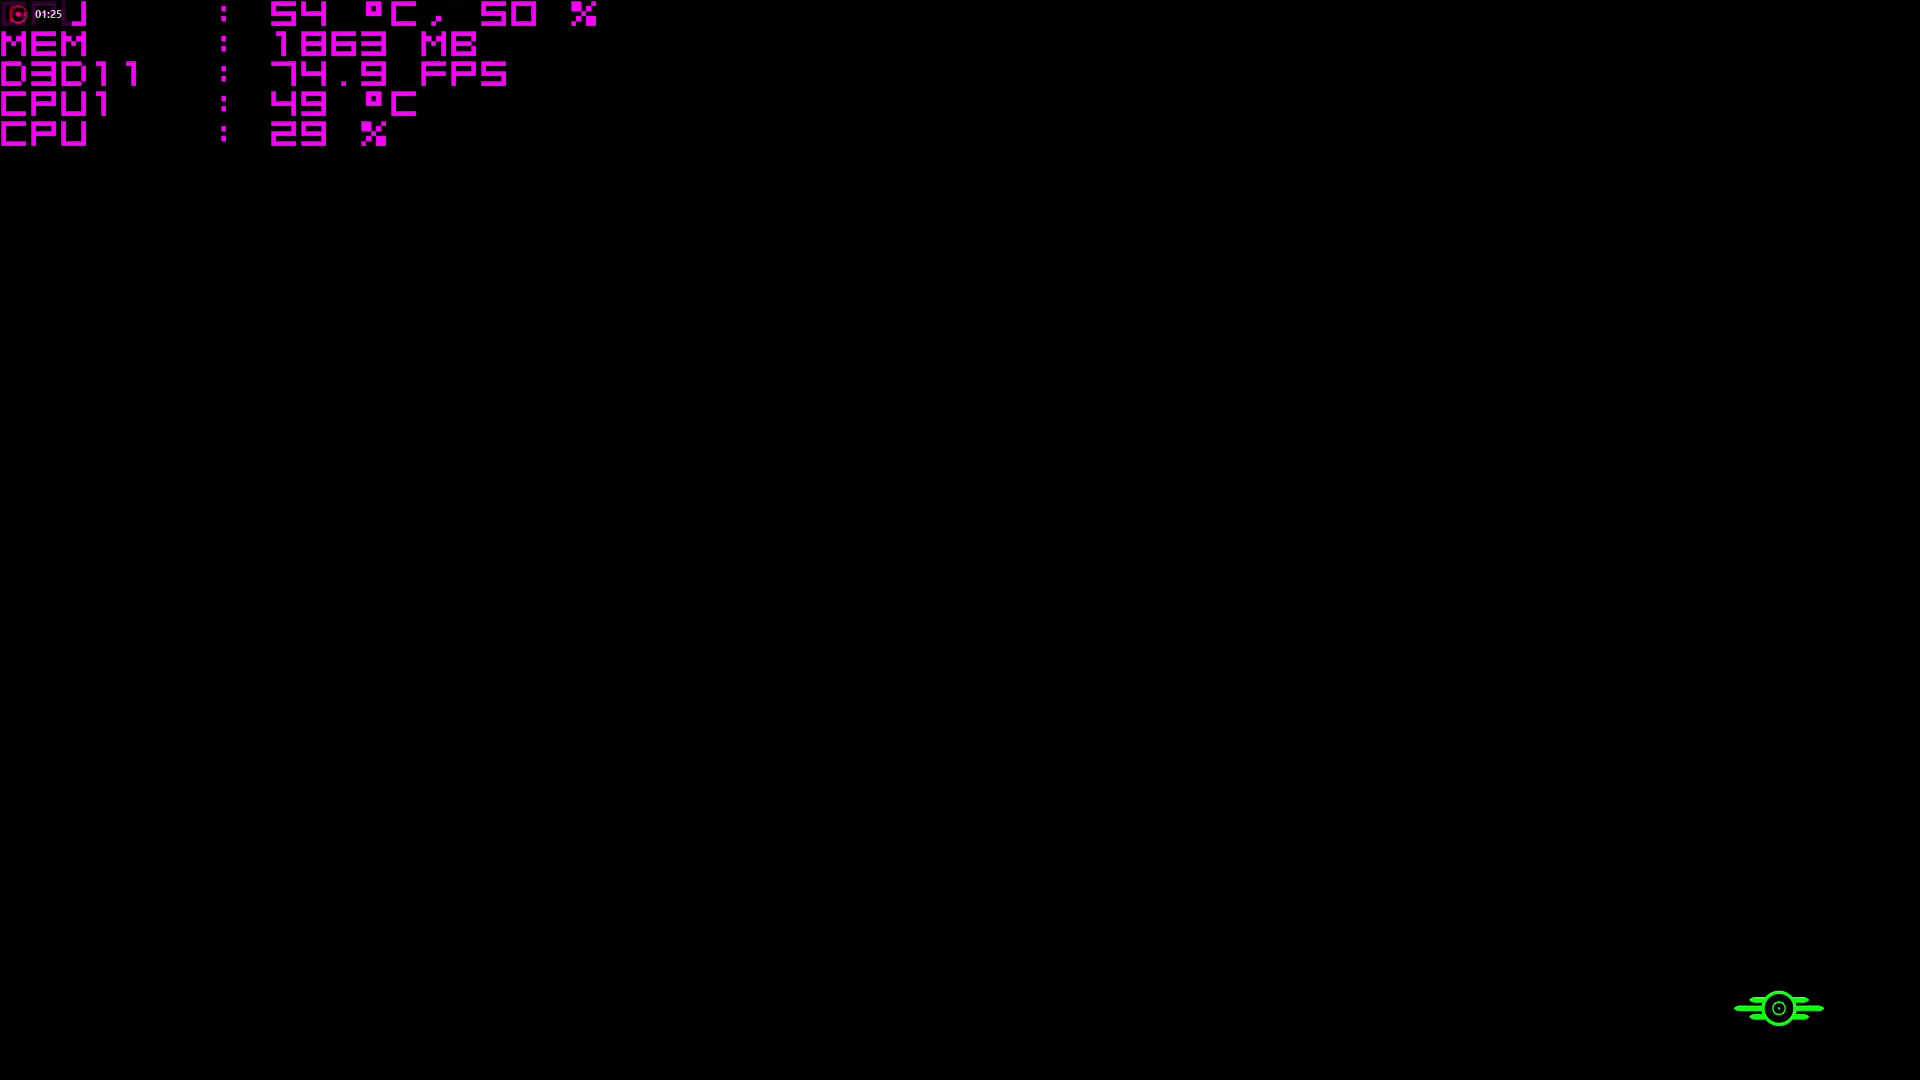 01:25 : 54 °C, 50 %
MEM : 1863 MB
D3D11 : 74.9 FPS
CPU1 : 49 °C
CPU : 29 %